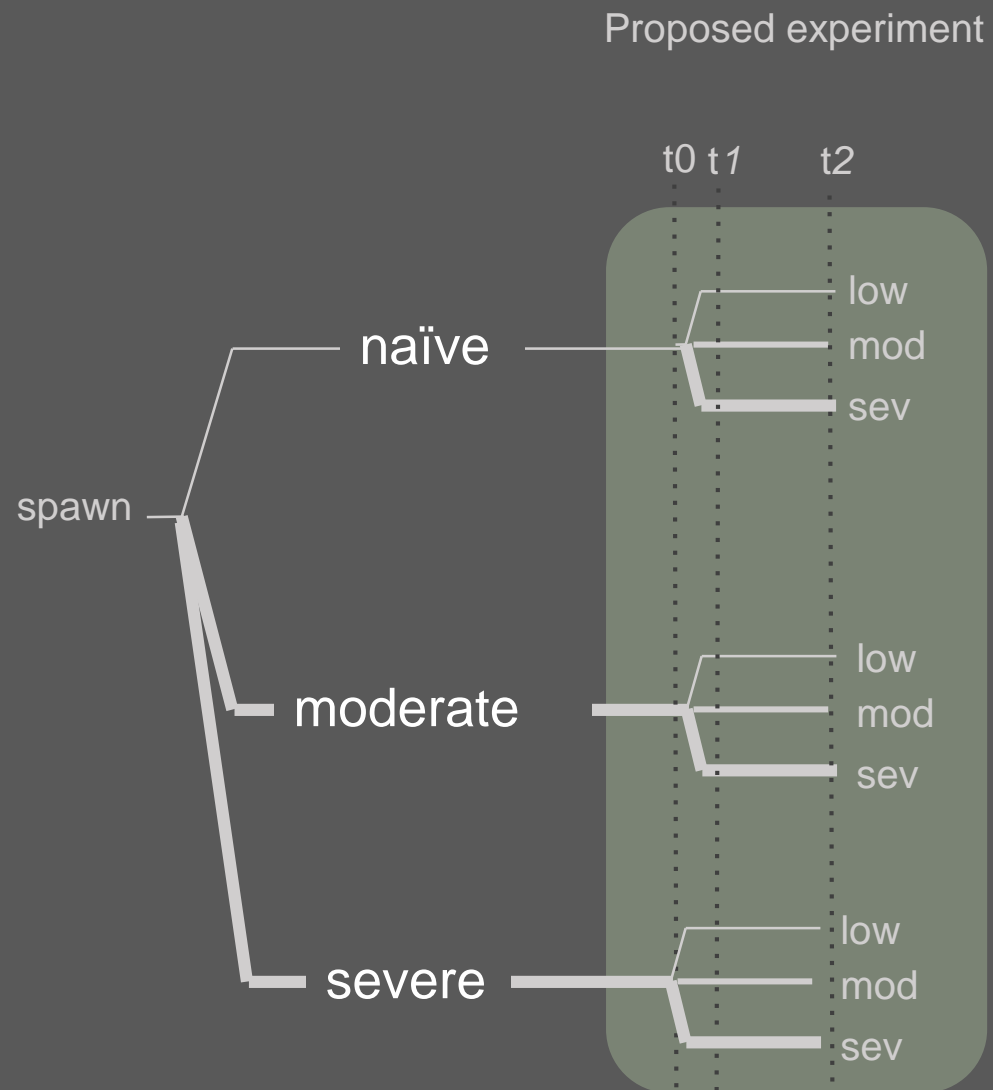 Proposed experiment
t0 t1 t2
low
naïve
mod
sev
spawn
low
moderate
mod
sev
low
severe
mod
sev